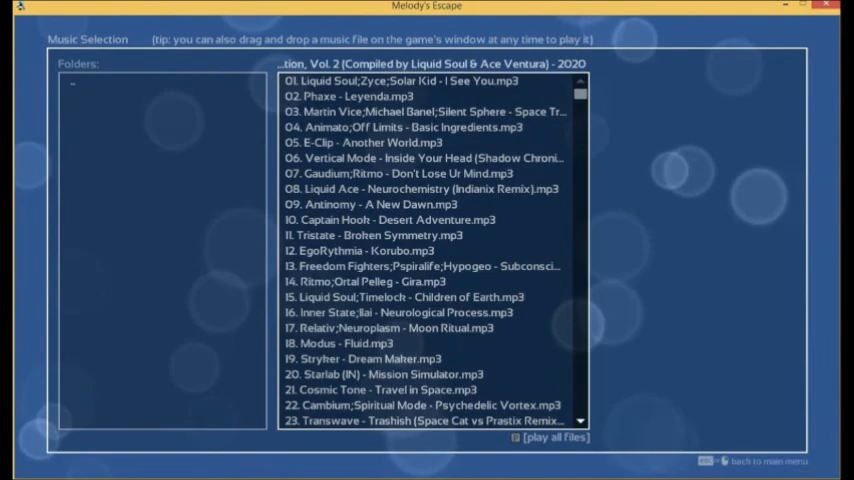 Melody's Escape
Music Selection (tip: you can also drag and drop a music file on the game's window at any time to play it)
Folders:
..
...tion, Vol. 2 (Compiled by Liquid Soul & Ace Ventura) - 2020
01. Liquid Soul;Zyce;Solar Kid - I See You.mp3
02. Phaxe - Leyenda.mp3
03. Martin Vice;Michael Banel;Silent Sphere - Space Tr...
04. Animato;Off Limits - Basic Ingredients.mp3
05. E-Clip - Another World.mp3
06. Vertical Mode - Inside Your Head (Shadow Chroni...
07. Gaudium;Ritmo - Don't Lose Ur Mind.mp3
08. Liquid Ace - Neurochemistry (Indianix Remix).mp3
09. Antinomy - A New Dawn.mp3
10. Captain Hook - Desert Adventure.mp3
11. Tristate - Broken Symmetry.mp3
12. EgoRythmia - Korubo.mp3
13. Freedom Fighters;Pspiralife;Hypogeo - Subconsci...
14. Ritmo;Ortal Pelleg - Gira.mp3
15. Liquid Soul;Timelock - Children of Earth.mp3
16. Inner State;Ilai - Neurological Process.mp3
17. Relativ;Neuroplasm - Moon Ritual.mp3
18. Modus - Fluid.mp3
19. Stryker - Dream Maker.mp3
20. Starlab (IN) - Mission Simulator.mp3
21. Cosmic Tone - Travel in Space.mp3
22. Cambium;Spiritual Mode - Psychedelic Vortex.mp3
23. Transwave - Trashish (Space Cat vs Prastix Remix...
[play all files]
back to main menu